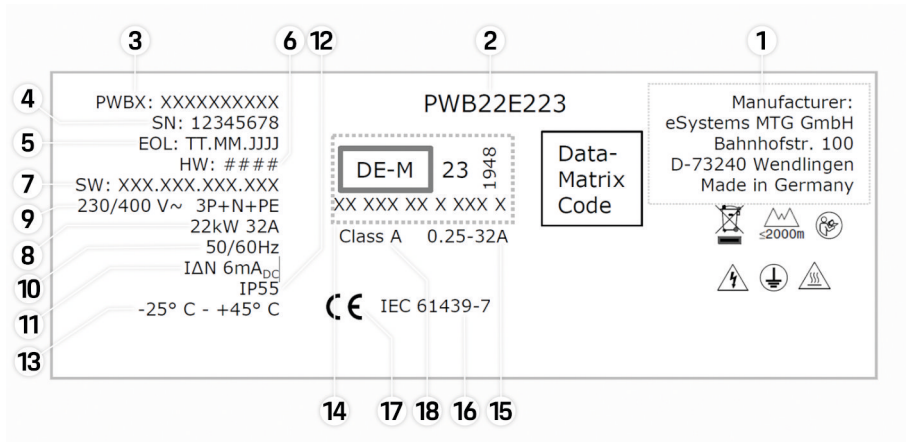 3
6
12
2
1
4
5
7
9
8
10
11
13
PWBX: XXXXXXXXXX
SN: 12345678
EOL: TT.MM.JJJJ
HW: ####
SW: XXX.XXX.XXX.XXX
230/400 V~ 3P+N+PE
22kW 32A
50/60Hz
IΔN 6mADC
IP55
-25° C - +45° C
PWB22E223
DE-M 23 1948
XX XXX XX X XXX X
Class A 0.25-32A
CE IEC 61439-7
Data-
Matrix
Code
Manufacturer:
eSystems MTG GmbH
Bahnhofstr. 100
D-73240 Wendlingen
Made in Germany
≤2000m
14
17
18
16
15